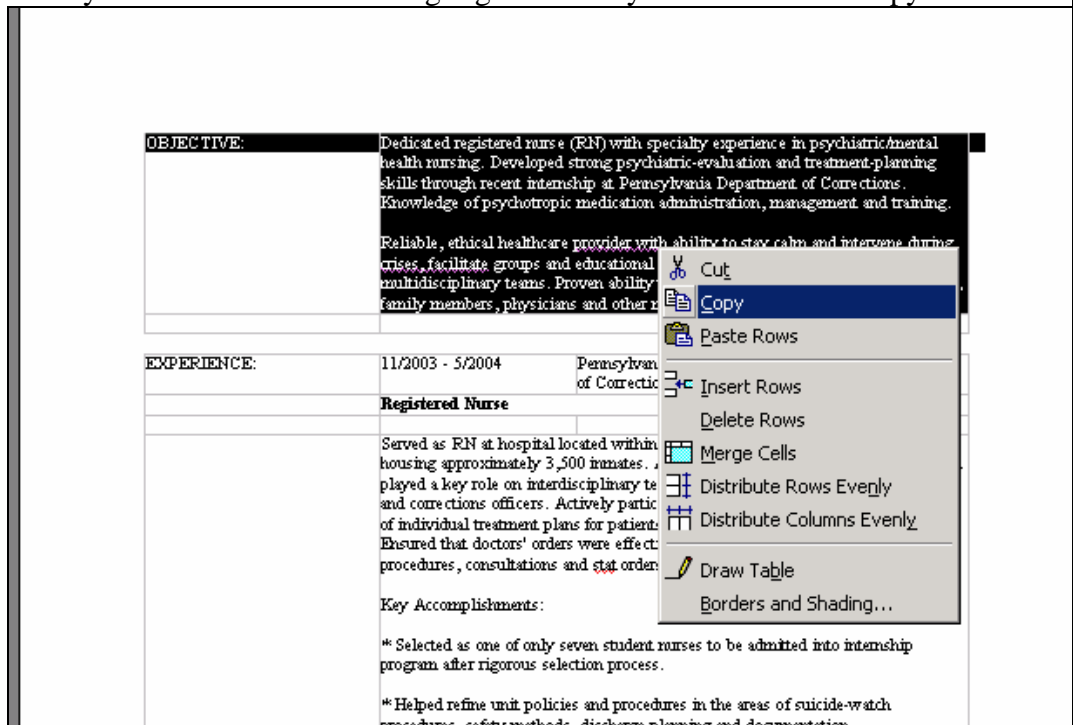 OBJECTIVE:
Dedicated registered nurse (RN) with specialty experience in psychiatric/mental
health nursing. Developed strong psychiatric-evaluation and treatment-planning
skills through recent internship at Pennsylvania Department of Corrections.
Knowledge of psychotropic medication administration, management and training.
Reliable, ethical healthcare provider with ability to stay calm and intervene during
crises, facilitate groups and educational
multidisciplinary teams. Proven ability
family members, physicians and other
Cut
Copy
Paste Rows
Insert Rows
Delete Rows
Merge Cells
Distribute Rows Evenly
Distribute Columns Evenly
Draw Table
Borders and Shading...
EXPERIENCE:
11/2003 - 5/2004
Pennsylvan
of Correctio
Registered Nurse
Served as RN at hospital located within
housing approximately 3,500 inmates.
played a key role on interdisciplinary te
and corrections officers. Actively partic
of individual treatment plans for patients
Ensured that doctors' orders were effect
procedures, consultations and stat orders
Key Accomplishments:
* Selected as one of only seven student nurses to be admitted into internship
program after rigorous selection process.
* Helped refine unit policies and procedures in the areas of suicide-watch
procedures, safety methods, discharge planning and documentation